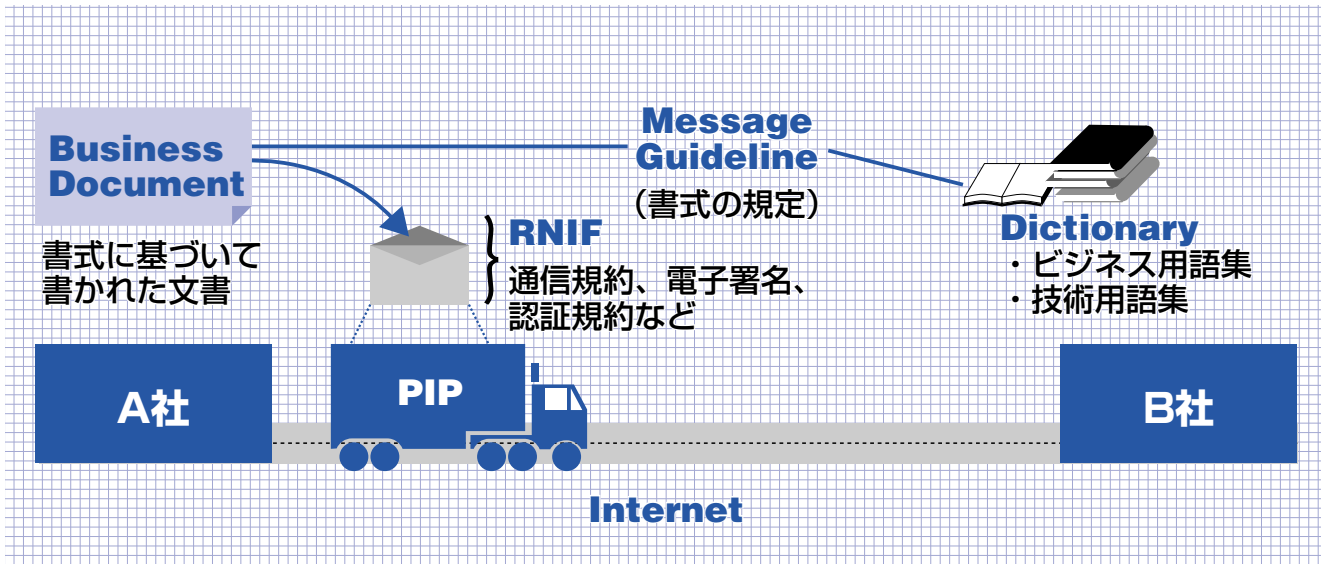 Business
Document
書式に基づいて
書かれた文書
Message
Guideline
（書式の規定）
RNIF
通信規約、電子署名、
認証規約など
Dictionary
・ビジネス用語集
・技術用語集
A社
PIP
B社
Internet